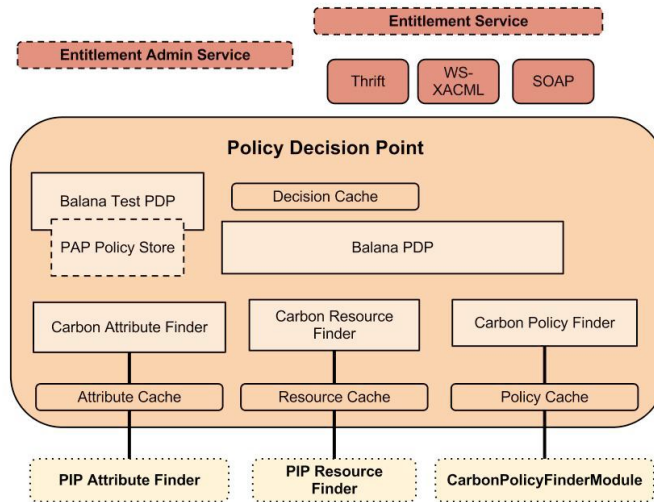 Entitlement Service
Entitlement Admin Service
Thrift
WS-
XACML
SOAP
Policy Decision Point
Balana Test PDP
Decision Cache
PAP Policy Store
Balana PDP
Carbon Attribute Finder
Carbon Resource
Finder
Carbon Policy Finder
Attribute Cache
Resource Cache
Policy Cache
PIP Attribute Finder
PIP Resource
Finder
CarbonPolicyFinderModule